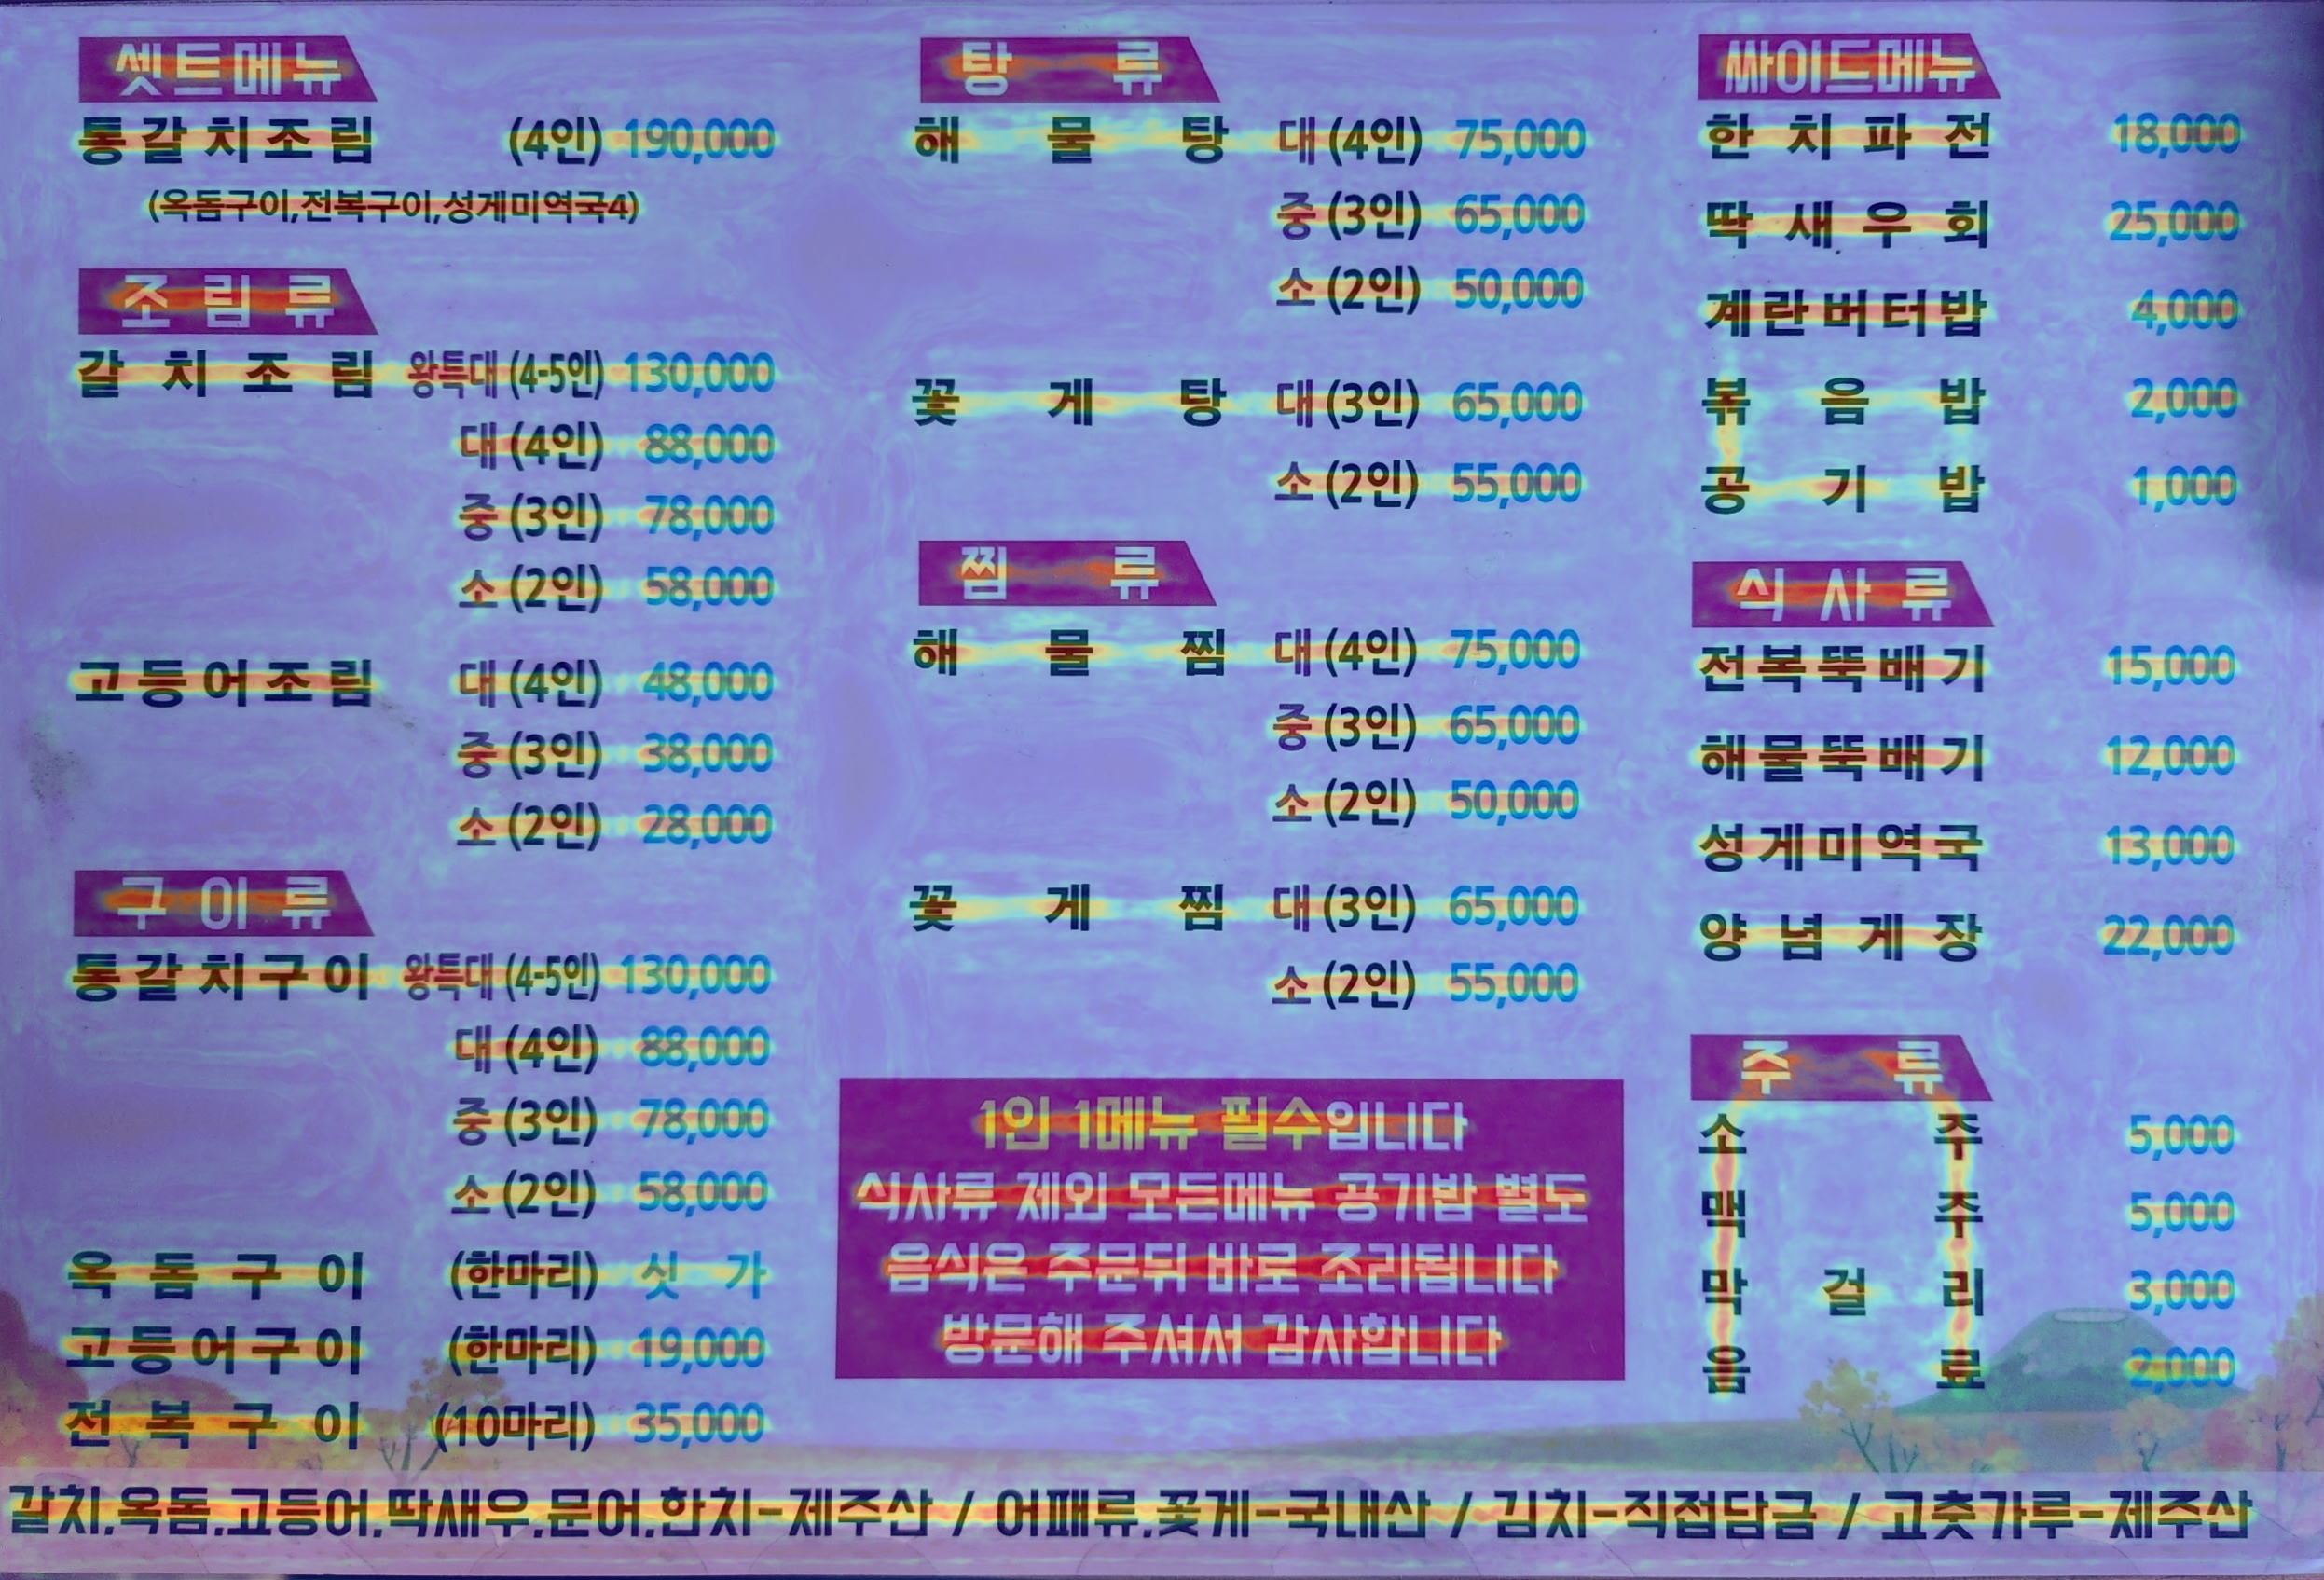 셋트메뉴
통갈치조림 (4인) 190,000
(옥돔구이,전복구이,성게미역국4)
조림류
갈치조림 왕특대 (4-5인) 130,000
대 (4인) 88,000
중 (3인) 78,000
소 (2인) 58,000
고등어조림 대 (4인) 48,000
중 (3인) 38,000
소 (2인) 28,000
구이류
통갈치구이 왕특대 (4-5인) 130,000
대 (4인) 88,000
중 (3인) 78,000
소 (2인) 58,000
옥돔구이 (한마리) 싯가
고등어구이 (한마리) 19,000
전복구이 (10마리) 35,000
탕류
해물탕 대 (4인) 75,000
중 (3인) 65,000
소 (2인) 50,000
꽃게탕 대 (3인) 65,000
소 (2인) 55,000
찜류
해물찜 대 (4인) 75,000
중 (3인) 65,000
소 (2인) 50,000
꽃게찜 대 (3인) 65,000
소 (2인) 55,000
1인 1메뉴 필수입니다
식사류 제외 모든메뉴 공기밥 별도
음식은 주문뒤 바로 조리됩니다
방문해 주셔서 감사합니다
싸이드메뉴
한치파전 18,000
딱새우회 25,000
계란버터밥 4,000
볶음밥 2,000
공기밥 1,000
식사류
전복뚝배기 15,000
해물뚝배기 12,000
성게미역국 13,000
양념게장 22,000
주류
소주 5,000
맥주 5,000
막걸리 3,000
음료 2,000
갈치.옥돔.고등어.딱새우.문어.한치-제주산 / 어패류.꽃게-국내산 / 김치-직접담금 / 고춧가루-제주산